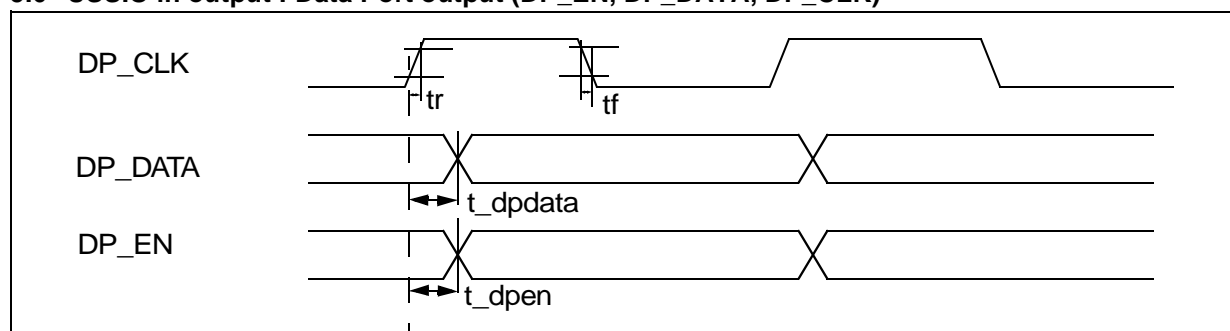 DP_CLK
tr
tf
DP_DATA
t_dpdata
DP_EN
t_dpen